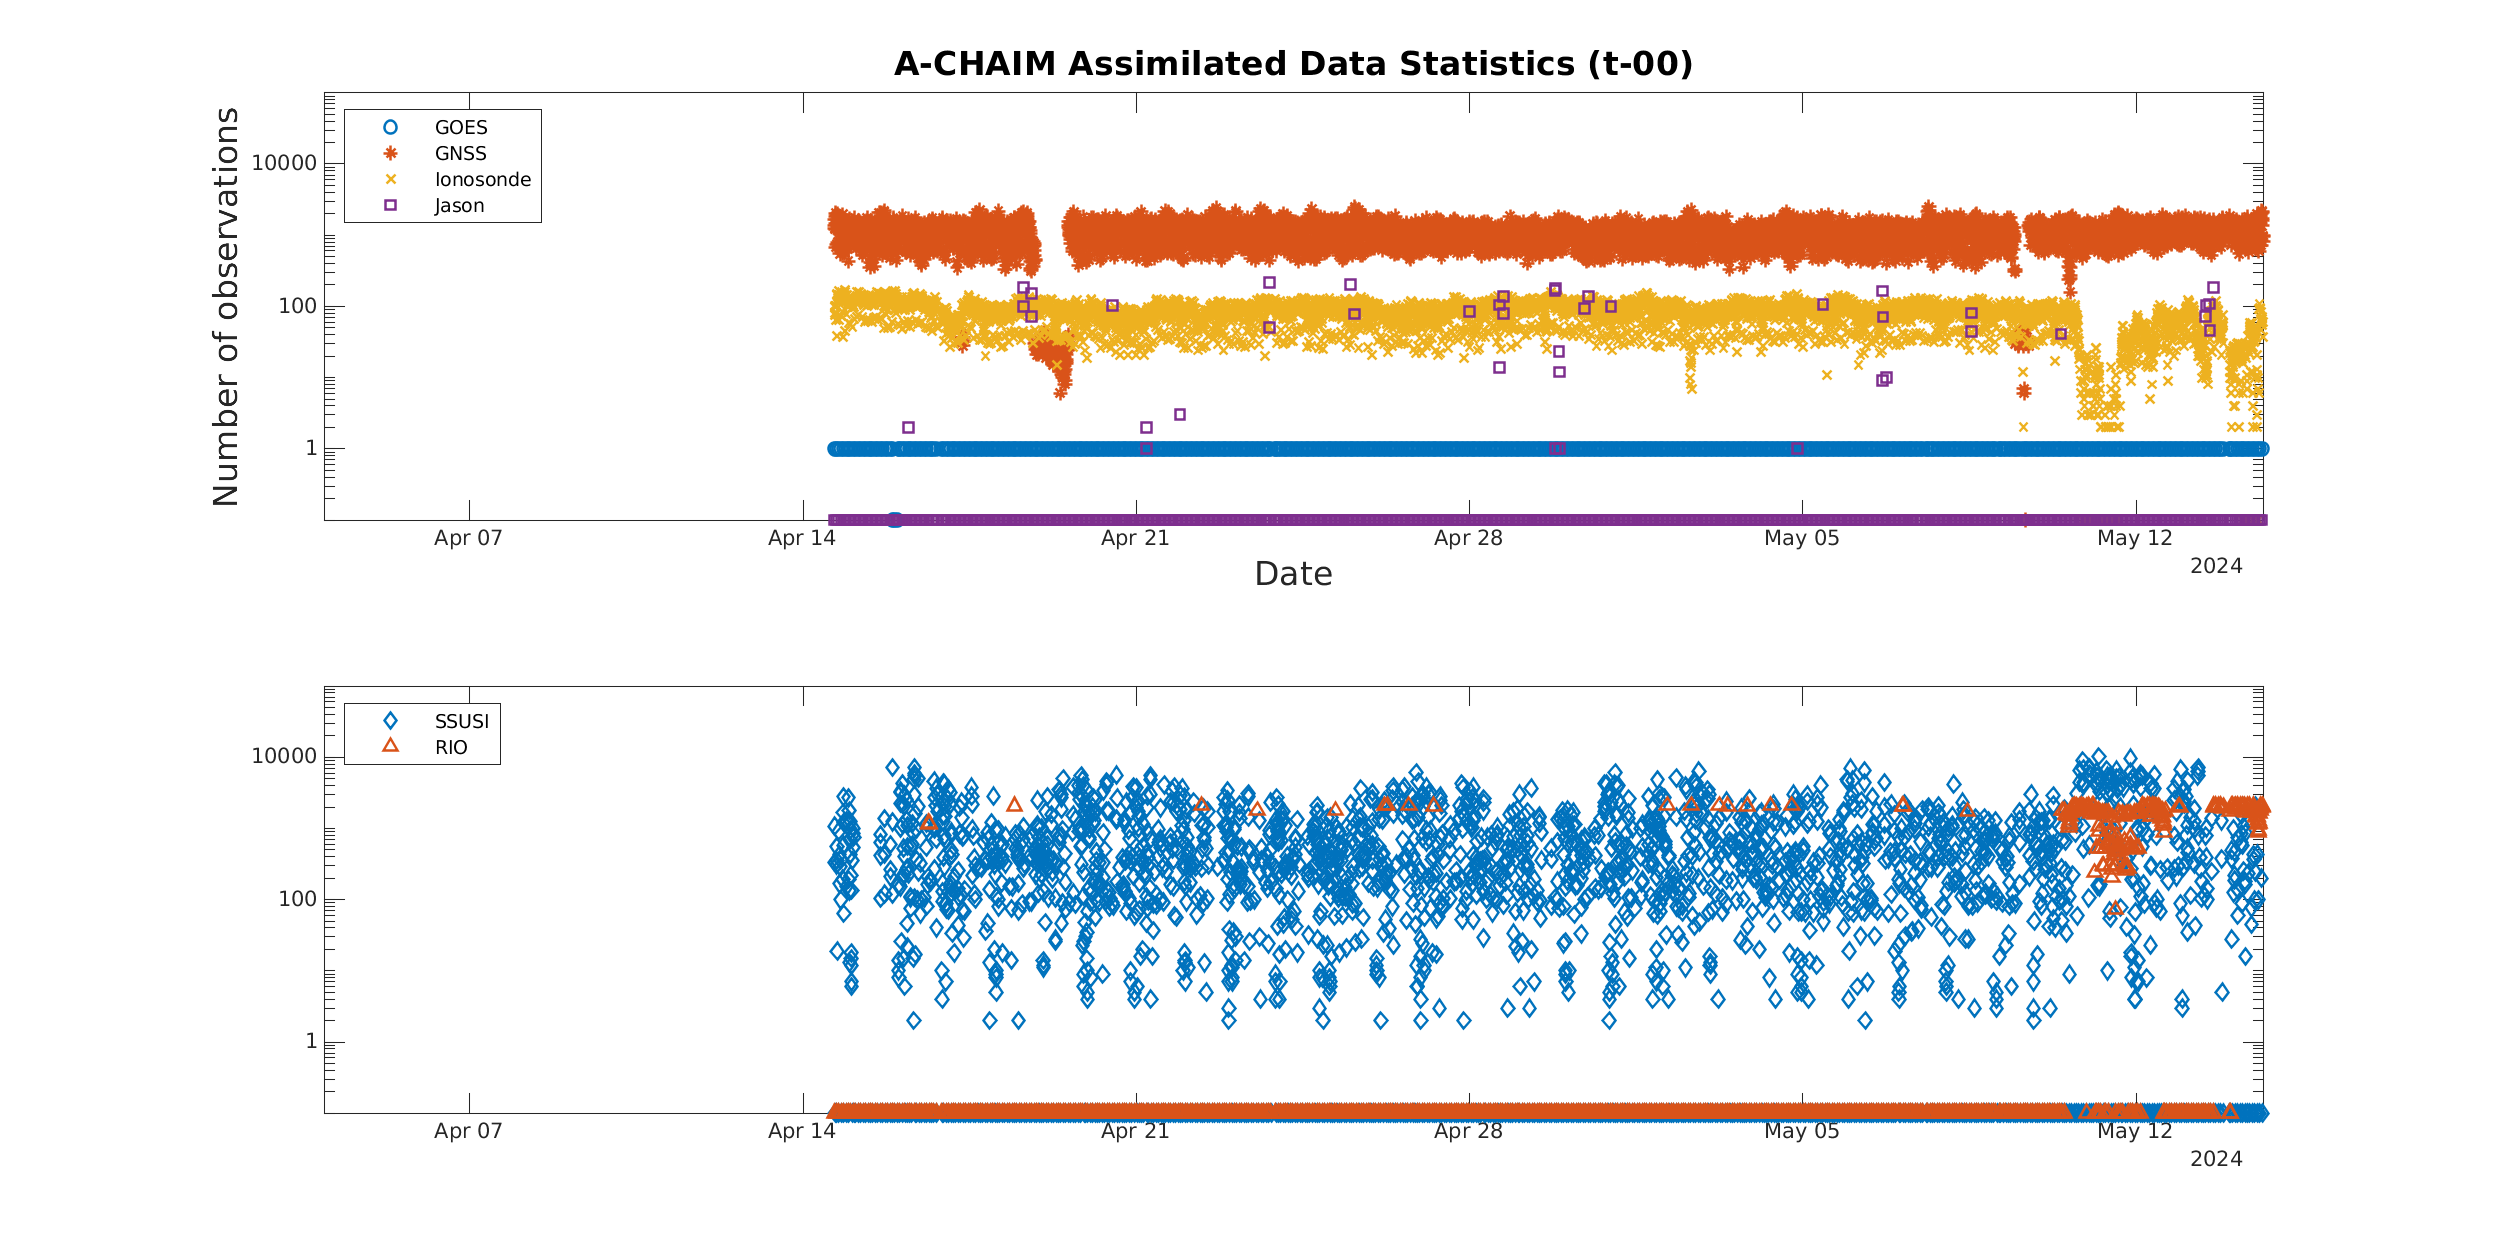 A-CHAIM Assimilated Data Statistics (t-00)
Number of observations
10000
100
1
GOES
GNSS
Ionosonde
Jason
Apr 07
Apr 14
Apr 21
Apr 28
May 05
May 12
2024
Date
10000
100
1
SSUSI
RIO
Apr 07
Apr 14
Apr 21
Apr 28
May 05
May 12
2024